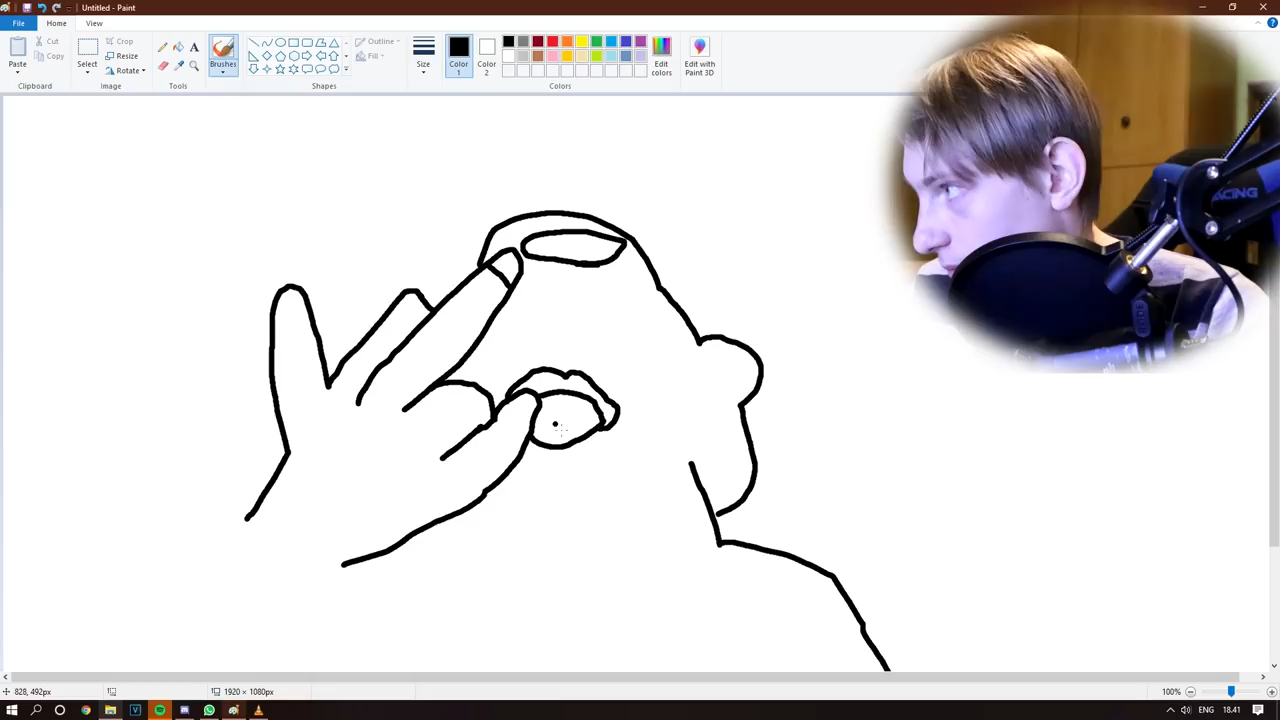 Untitled - Paint
File Home View
Paste
Cut
Copy
Clipboard
Select
Crop
Resize
Rotate
Image
A
Tools
Brushes
Outline
Fill
Shapes
Size
Color 1
Color 2
Edit colors
Colors
Edit with Paint 3D
RACING
828, 492px
1920 × 1080px
100%
ENG 18.41